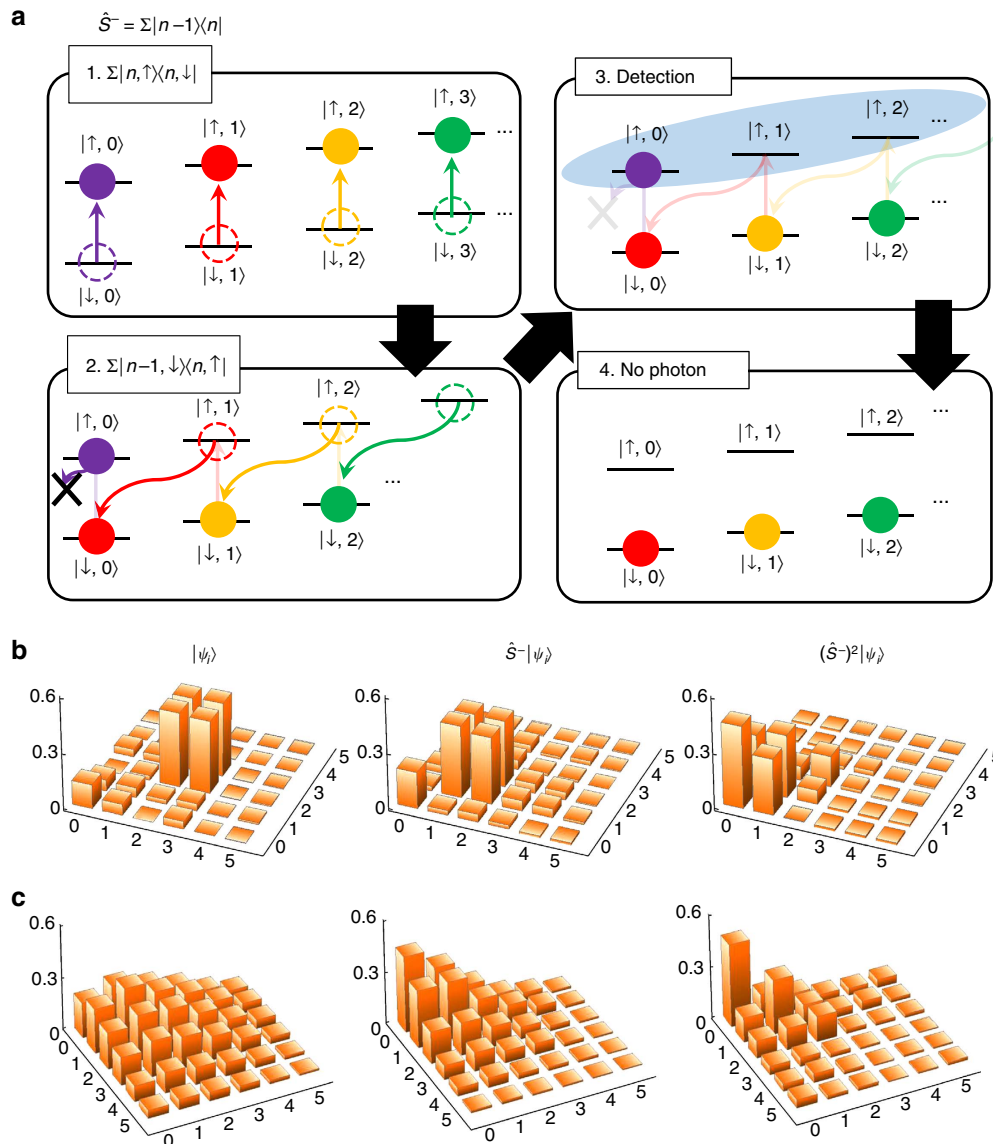 a
Ŝ⁻ = Σ|n−1⟩⟨n|
1. Σ|n,↑⟩⟨n,↓|
|↑, 0⟩ |↑, 1⟩ |↑, 2⟩ |↑, 3⟩ ...
...
|↓, 0⟩ |↓, 1⟩ |↓, 2⟩ |↓, 3⟩
2. Σ|n−1,↓⟩⟨n,↑|
|↑, 0⟩ |↑, 1⟩ |↑, 2⟩
...
|↓, 0⟩ |↓, 1⟩ |↓, 2⟩
3. Detection
|↑, 0⟩ |↑, 1⟩ |↑, 2⟩ ...
...
|↓, 0⟩ |↓, 1⟩ |↓, 2⟩
4. No photon
|↑, 0⟩ |↑, 1⟩ |↑, 2⟩ ...
...
|↓, 0⟩ |↓, 1⟩ |↓, 2⟩
b
|ψᵢ⟩ Ŝ⁻|ψᵢ⟩ (Ŝ⁻)²|ψᵢ⟩
0.6
0.3
0
0 1 2 3 4 5
0 1 2 3 4 5
0.6
0.3
0
0 1 2 3 4 5
0 1 2 3 4 5
0.6
0.3
0
0 1 2 3 4 5
0 1 2 3 4 5
c
0.6
0.3
0
0 1 2 3 4 5
0 1 2 3 4 5
0.6
0.3
0
0 1 2 3 4 5
0 1 2 3 4 5
0.6
0.3
0
0 1 2 3 4 5
0 1 2 3 4 5